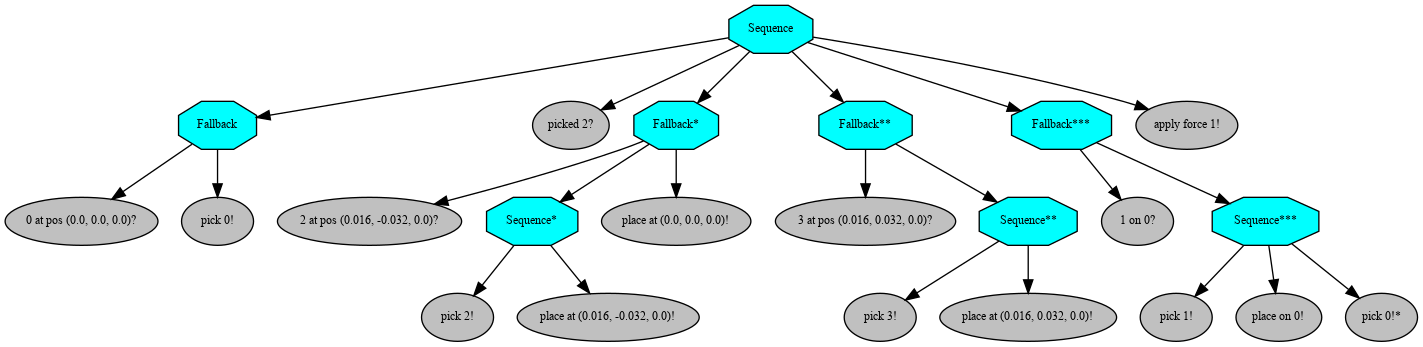 Sequence
Fallback
picked 2?
Fallback*
Fallback**
Fallback***
apply force 1!
0 at pos (0.0, 0.0, 0.0)?
pick 0!
2 at pos (0.016, -0.032, 0.0)?
Sequence*
place at (0.0, 0.0, 0.0)!
3 at pos (0.016, 0.032, 0.0)?
Sequence**
1 on 0?
Sequence***
pick 2!
place at (0.016, -0.032, 0.0)!
pick 3!
place at (0.016, 0.032, 0.0)!
pick 1!
place on 0!
pick 0!*